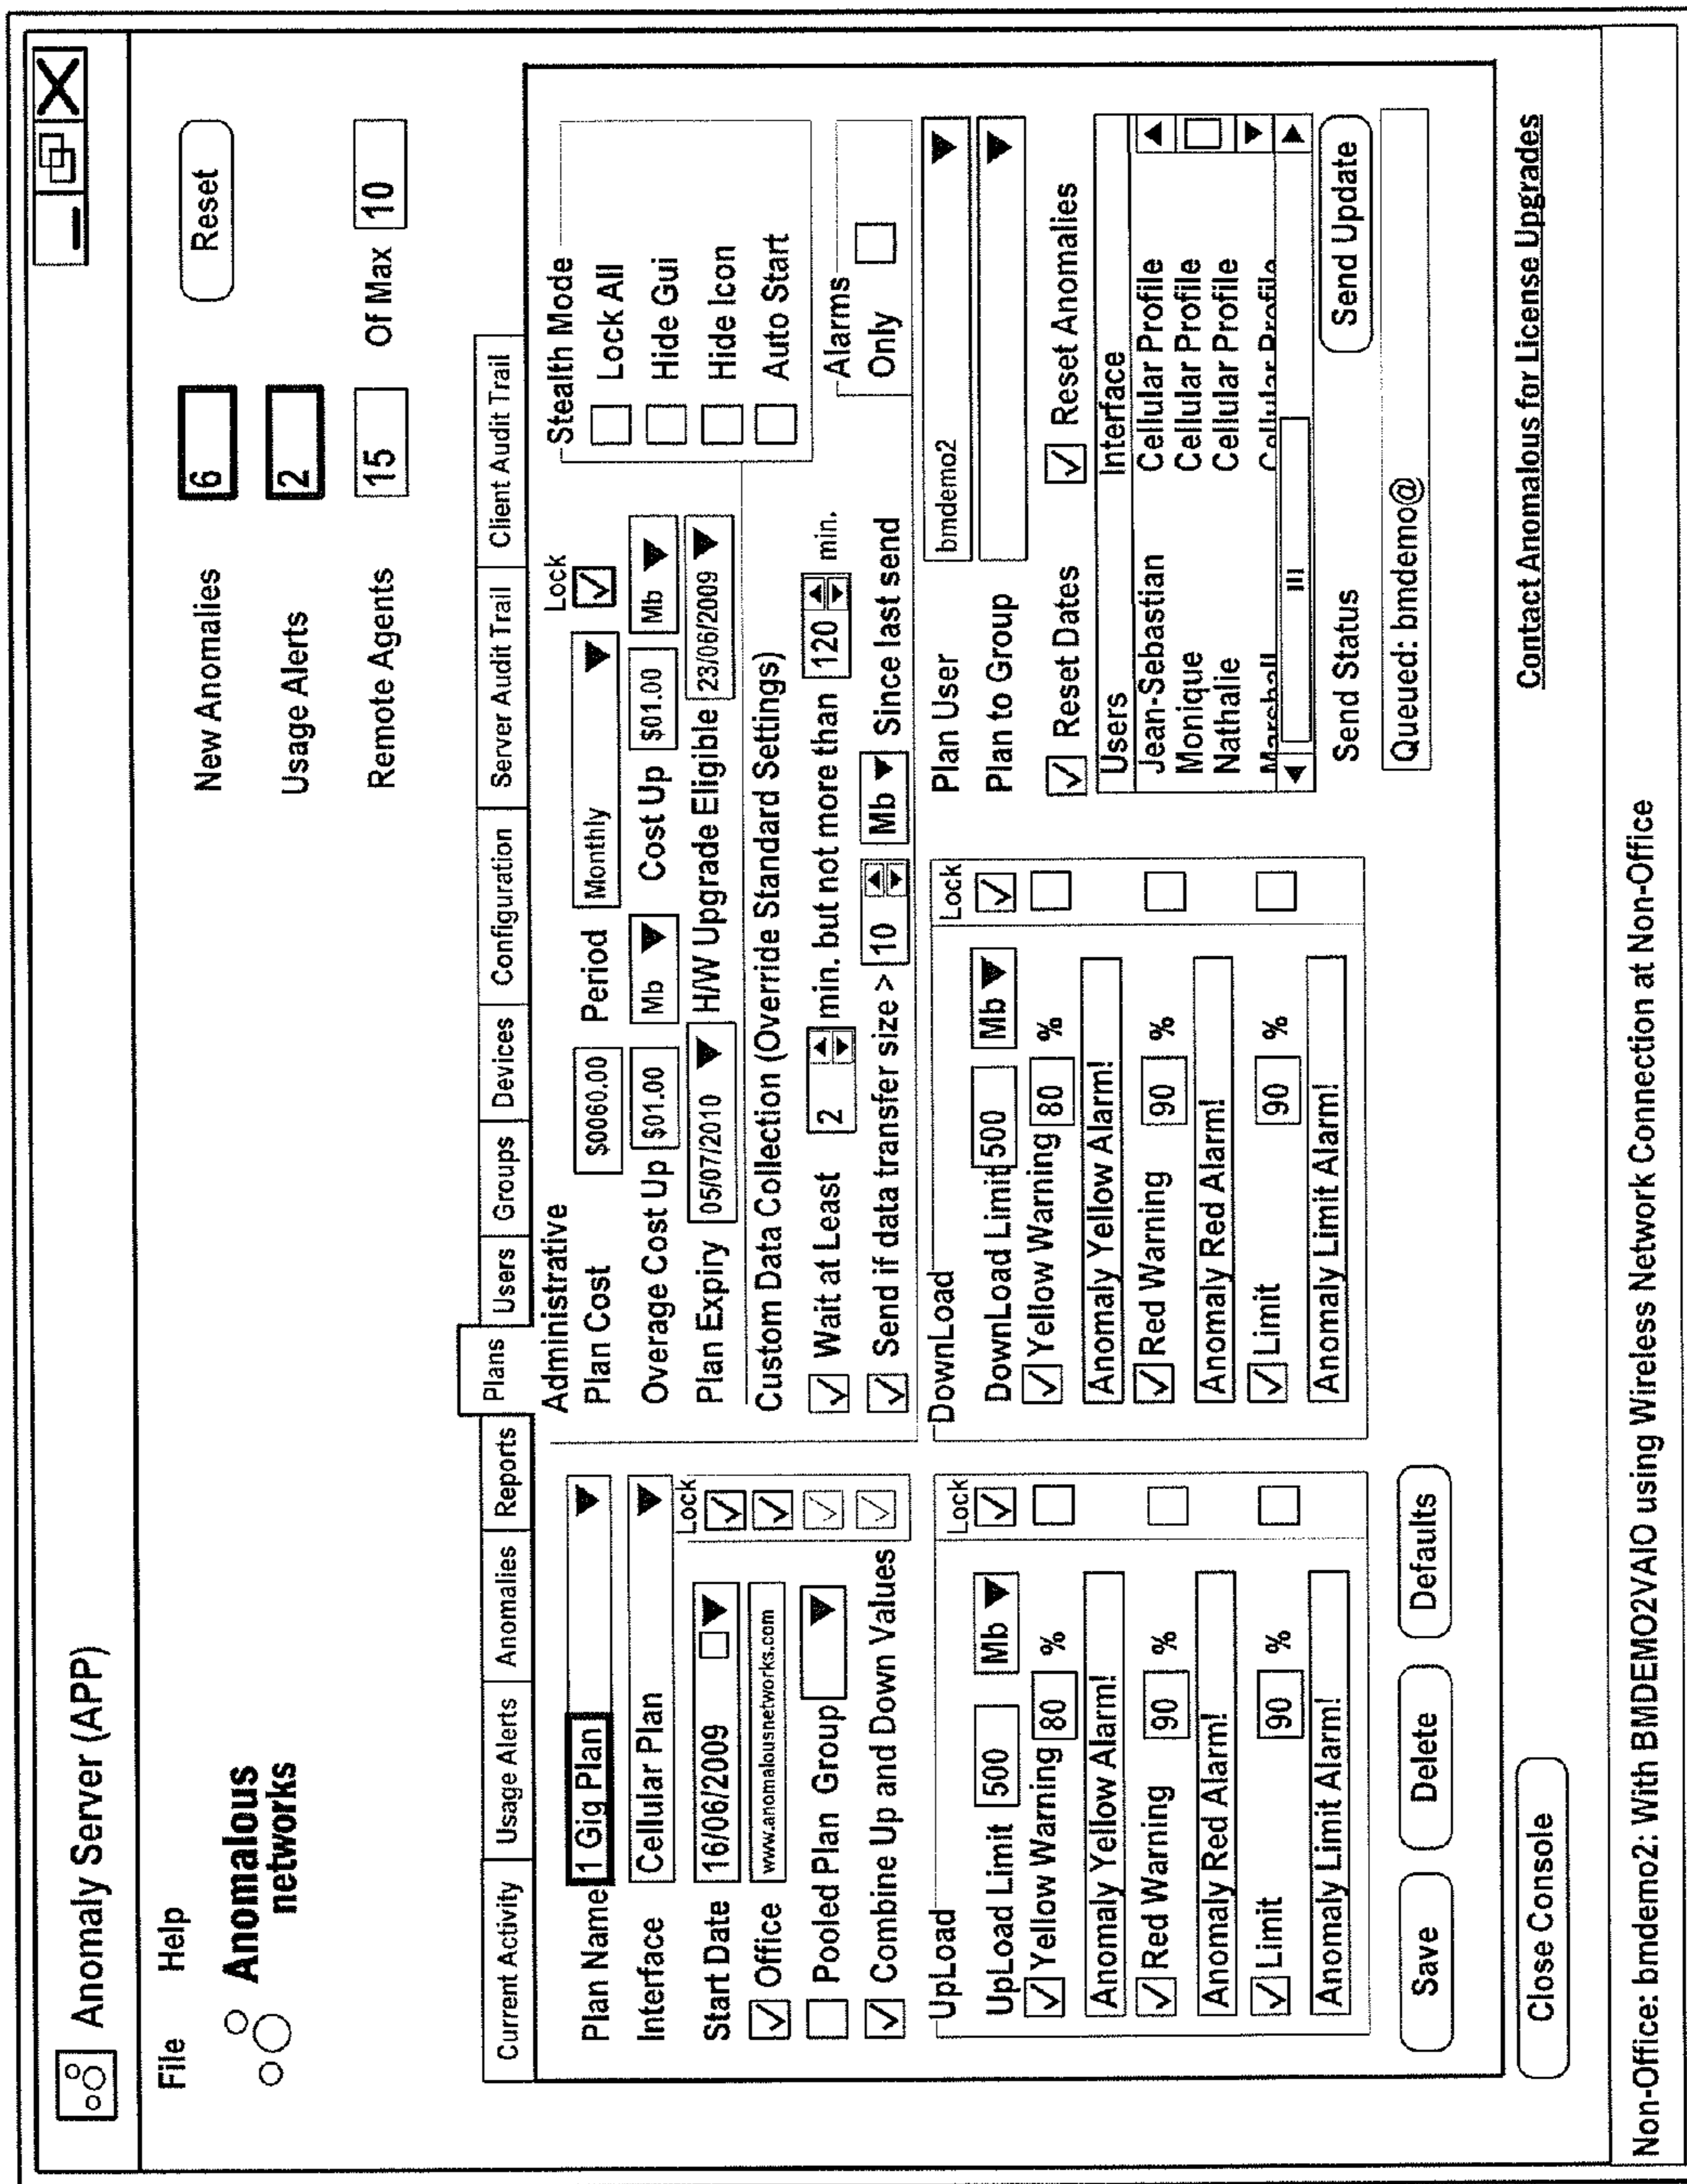 Anomaly Server (APP)
File Help
Anomalous
networks
New Anomalies 6 Reset
Usage Alerts 2
Remote Agents 15 Of Max 10
Current Activity Usage Alerts Anomalies Reports Plans Users Groups Devices Configuration Server Audit Trail Client Audit Trail
Plan Name 1 Gig Plan
Interface Cellular Plan
Lock
Start Date 16/06/2009
Office www.anomalousnetworks.com
Pooled Plan Group
Combine Up and Down Values
Administrative
Lock
Plan Cost $0060.00 Period Monthly
Overage Cost Up $01.00 Mb Cost Up $01.00 Mb
Plan Expiry 05/07/2010 H/W Upgrade Eligible 23/06/2009
Custom Data Collection (Override Standard Settings)
Wait at Least 2 min. but not more than 120 min.
Send if data transfer size > 10 Mb Since last send
Stealth Mode
Lock All
Hide Gui
Hide Icon
Auto Start
Alarms
Only
UpLoad
Lock
UpLoad Limit 500 Mb
Yellow Warning 80 %
Anomaly Yellow Alarm!
Red Warning 90 %
Anomaly Red Alarm!
Limit 90 %
Anomaly Limit Alarm!
DownLoad
Lock
DownLoad Limit 500 Mb
Yellow Warning 80 %
Anomaly Yellow Alarm!
Red Warning 90 %
Anomaly Red Alarm!
Limit 90 %
Anomaly Limit Alarm!
Plan User bmdemo2
Plan to Group
Reset Dates Reset Anomalies
Users Interface
Jean-Sebastian Cellular Profile
Monique Cellular Profile
Nathalie Cellular Profile
Marshall Cellular Profile
Send Status Send Update
Queued: bmdemo@
Save Delete Defaults
Close Console
Contact Anomalous for License Upgrades
Non-Office: bmdemo2: With BMDEMO2VAIO using Wireless Network Connection at Non-Office